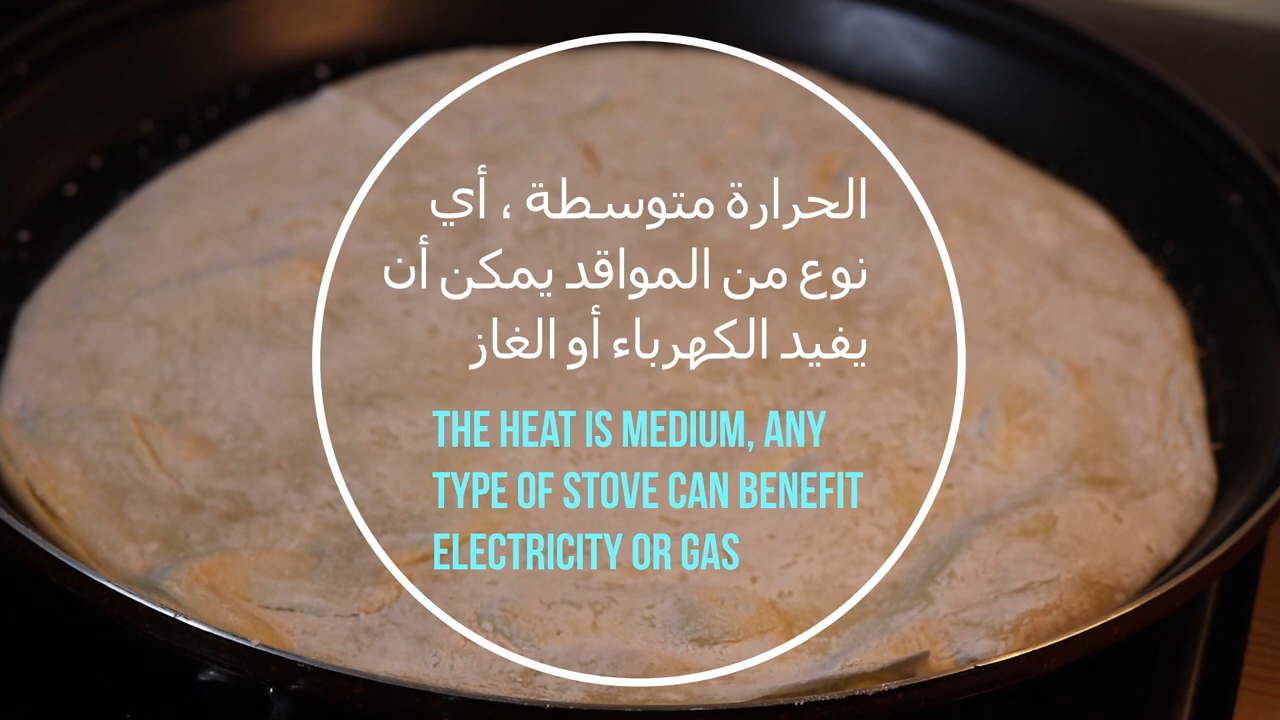 الحرارة متوسطة ، أي
نوع من المواقد يمكن أن
يفيد الكهرباء أو الغاز
THE HEAT IS MEDIUM, ANY
TYPE OF STOVE CAN BENEFIT
ELECTRICITY OR GAS